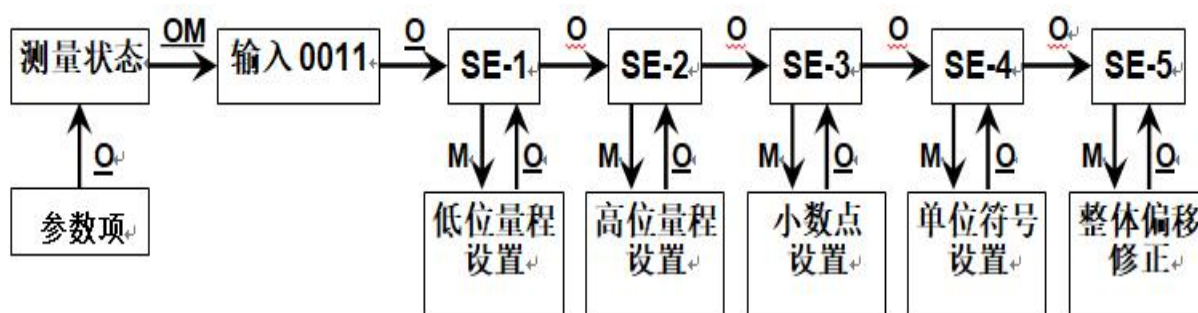 OM
O
O
O
O
O
测量状态
输入 0011
SE-1
SE-2
SE-3
SE-4
SE-5
O
M
O
M
O
M
O
M
O
M
O
参数项
低位量程
设置
高位量程
设置
小数点
设置
单位符号
设置
整体偏移
修正